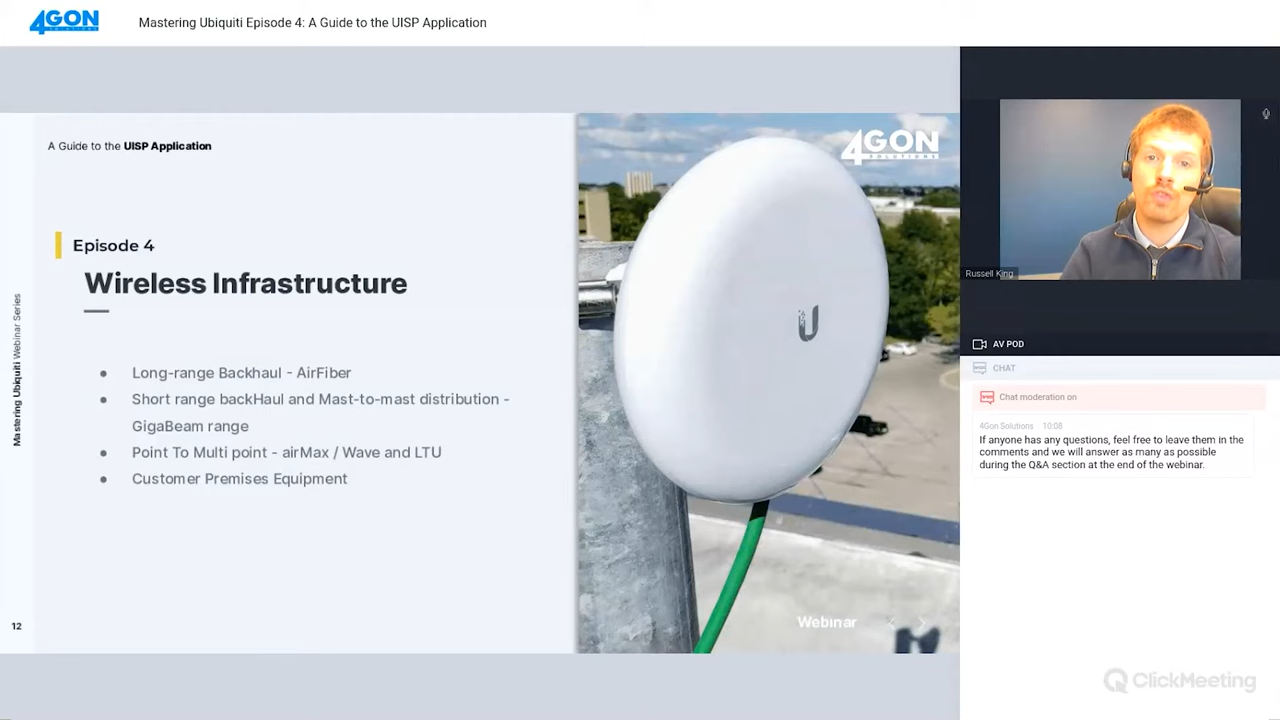 4GON
SOLUTIONS
Mastering Ubiquiti Episode 4: A Guide to the UISP Application
A Guide to the UISP Application
4GON
SOLUTIONS
Episode 4
Wireless Infrastructure
Mastering Ubiquiti Webinar Series
● Long-range Backhaul - AirFiber
● Short range backHaul and Mast-to-mast distribution -
GigaBeam range
● Point To Multi point - airMax / Wave and LTU
● Customer Premises Equipment
12
U
Webinar
Russell King
AV POD
CHAT
Chat moderation on
4Gon Solutions | 10:08
If anyone has any questions, feel free to leave them in the
comments and we will answer as many as possible
during the Q&A section at the end of the webinar.
ClickMeeting